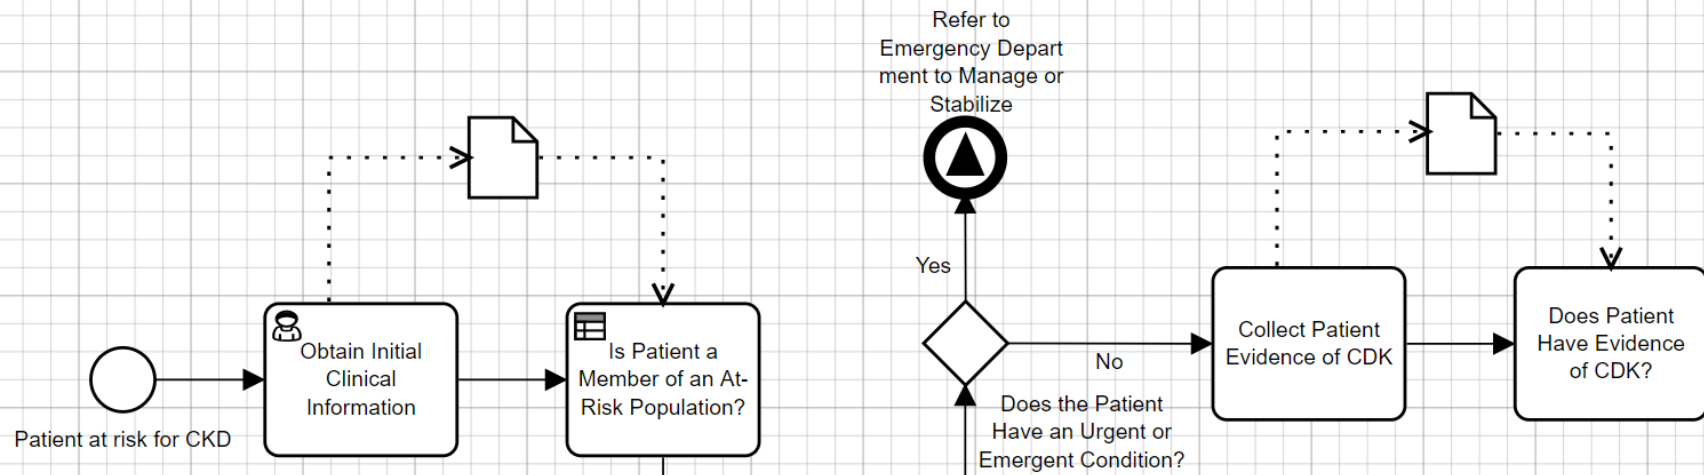 Refer to
Emergency Depart
ment to Manage or
Stabilize
Yes
No
Obtain Initial
Clinical
Information
Is Patient a
Member of an At-
Risk Population?
Patient at risk for CKD
Does the Patient
Have an Urgent or
Emergent Condition?
Collect Patient
Evidence of CDK
Does Patient
Have Evidence
of CDK?